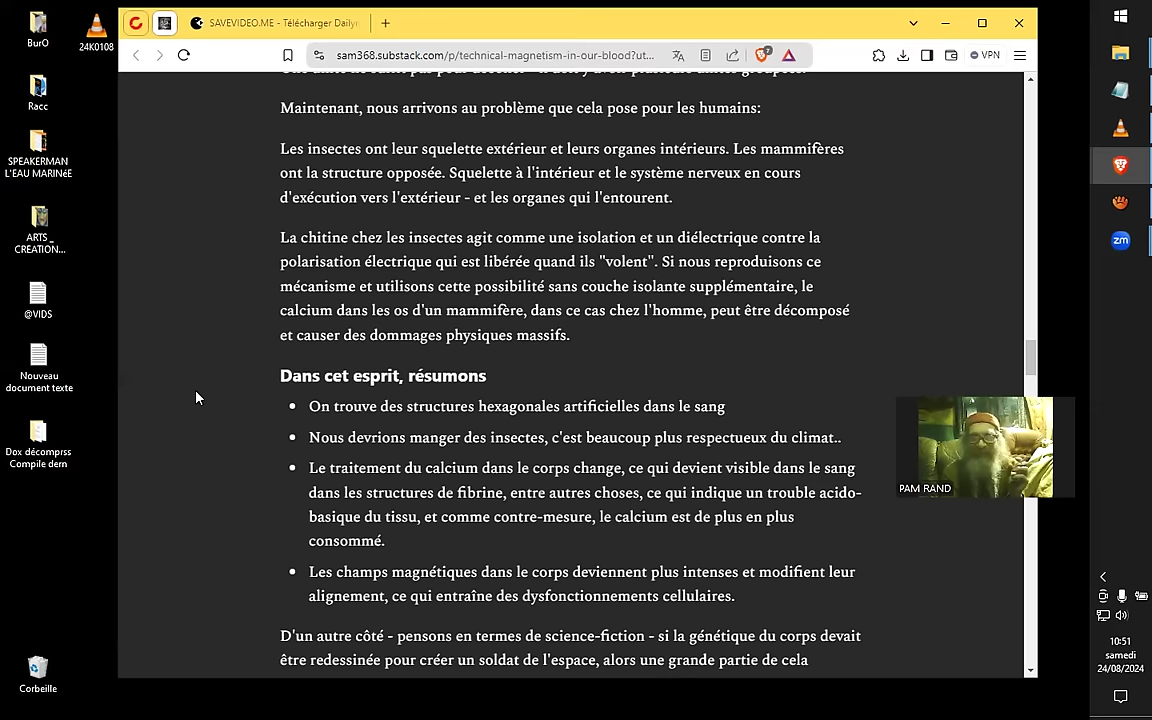 BurO
24K0108
Racc
SPEAKERMAN
L'EAU MARINéE
ARTS_
CREATION...
@VIDS
Nouveau
document texte
Dox décomprss
Compile dern
Corbeille
SAVEVIDEO.ME - Télécharger Dailyn
sam368.substack.com/p/technical-magnetism-in-our-blood?ut...
VPN
Maintenant, nous arrivons au problème que cela pose pour les humains:
Les insectes ont leur squelette extérieur et leurs organes intérieurs. Les mammifères
ont la structure opposée. Squelette à l'intérieur et le système nerveux en cours
d'exécution vers l'extérieur - et les organes qui l'entourent.
La chitine chez les insectes agit comme une isolation et un diélectrique contre la
polarisation électrique qui est libérée quand ils "volent". Si nous reproduisons ce
mécanisme et utilisons cette possibilité sans couche isolante supplémentaire, le
calcium dans les os d'un mammifère, dans ce cas chez l'homme, peut être décomposé
et causer des dommages physiques massifs.
Dans cet esprit, résumons
• On trouve des structures hexagonales artificielles dans le sang
• Nous devrions manger des insectes, c'est beaucoup plus respectueux du climat..
• Le traitement du calcium dans le corps change, ce qui devient visible dans le sang
dans les structures de fibrine, entre autres choses, ce qui indique un trouble acido-
basique du tissu, et comme contre-mesure, le calcium est de plus en plus
consommé.
• Les champs magnétiques dans le corps deviennent plus intenses et modifient leur
alignement, ce qui entraîne des dysfonctionnements cellulaires.
D'un autre côté - pensons en termes de science-fiction - si la génétique du corps devait
être redessinée pour créer un soldat de l'espace, alors une grande partie de cela
PAM RAND
zm
10:51
samedi
24/08/2024